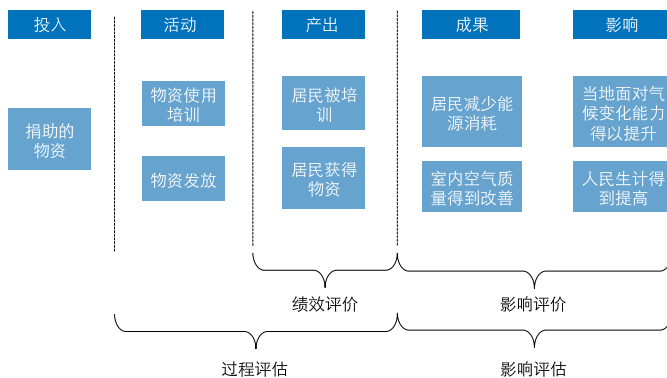 投入
活动
产出
成果
影响
捐助的
物资
物资使用
培训
物资发放
居民被培
训
居民获得
物资
居民减少能
源消耗
室内空气质
量得到改善
当地面对气
候变化能力
得以提升
人民生计得
到提高
绩效评价
影响评价
过程评估
影响评估